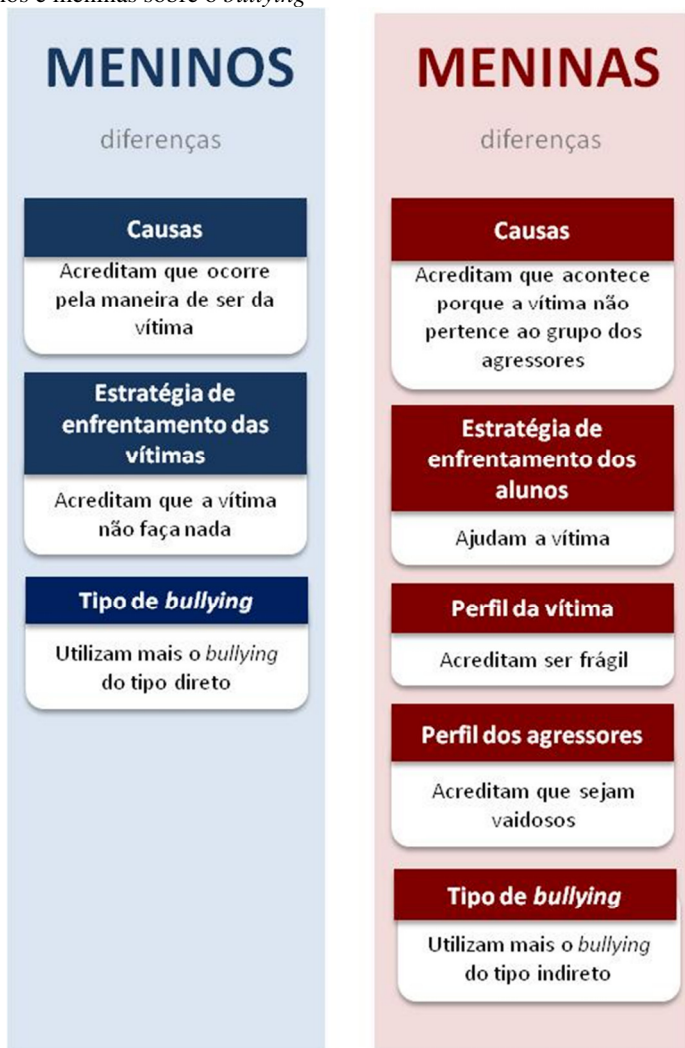 e meninas sobre o bullying
MENINOS
diferenças
Causas
Acreditam que ocorre
pela maneira de ser da
vítima
Estratégia de
enfrentamento das
vítimas
Acreditam que a vítima
não faça nada
Tipo de bullying
Utilizam mais o bullying
do tipo direto
MENINAS
diferenças
Causas
Acreditam que acontece
porque a vítima não
pertence ao grupo dos
agressores
Estratégia de
enfrentamento dos
alunos
Ajudam a vítima
Perfil da vítima
Acreditam ser frágil
Perfil dos agressores
Acreditam que sejam
vaidosos
Tipo de bullying
Utilizam mais o bullying
do tipo indireto